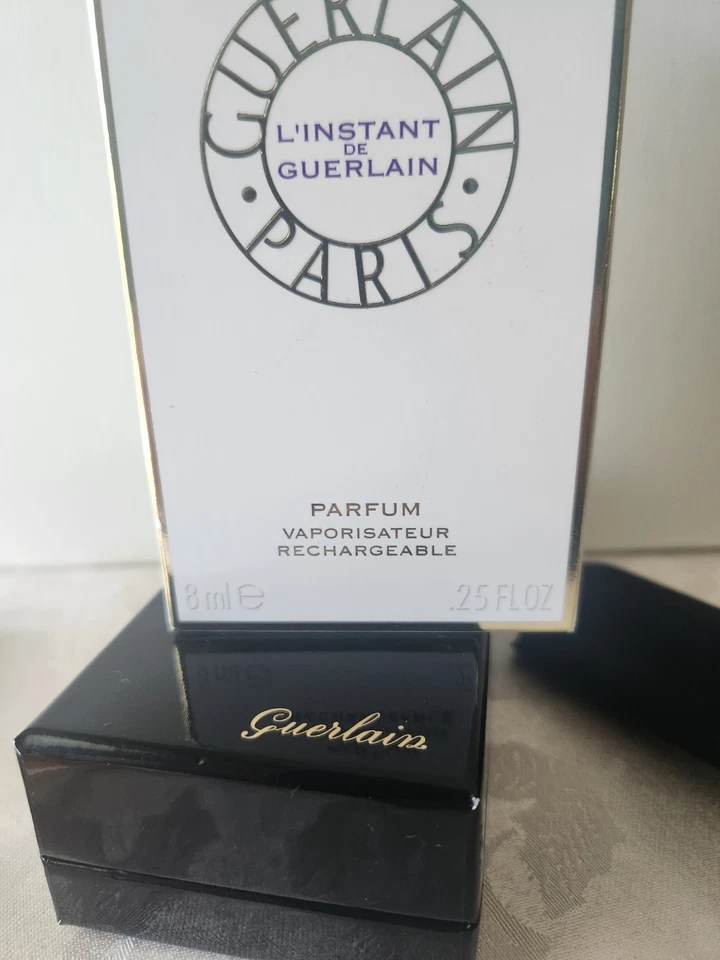 GUERLAIN
L'INSTANT
DE
GUERLAIN
PARIS
PARFUM
VAPORISATEUR
RECHARGEABLE
8 ml ℮ .25 FL OZ
Guerlain